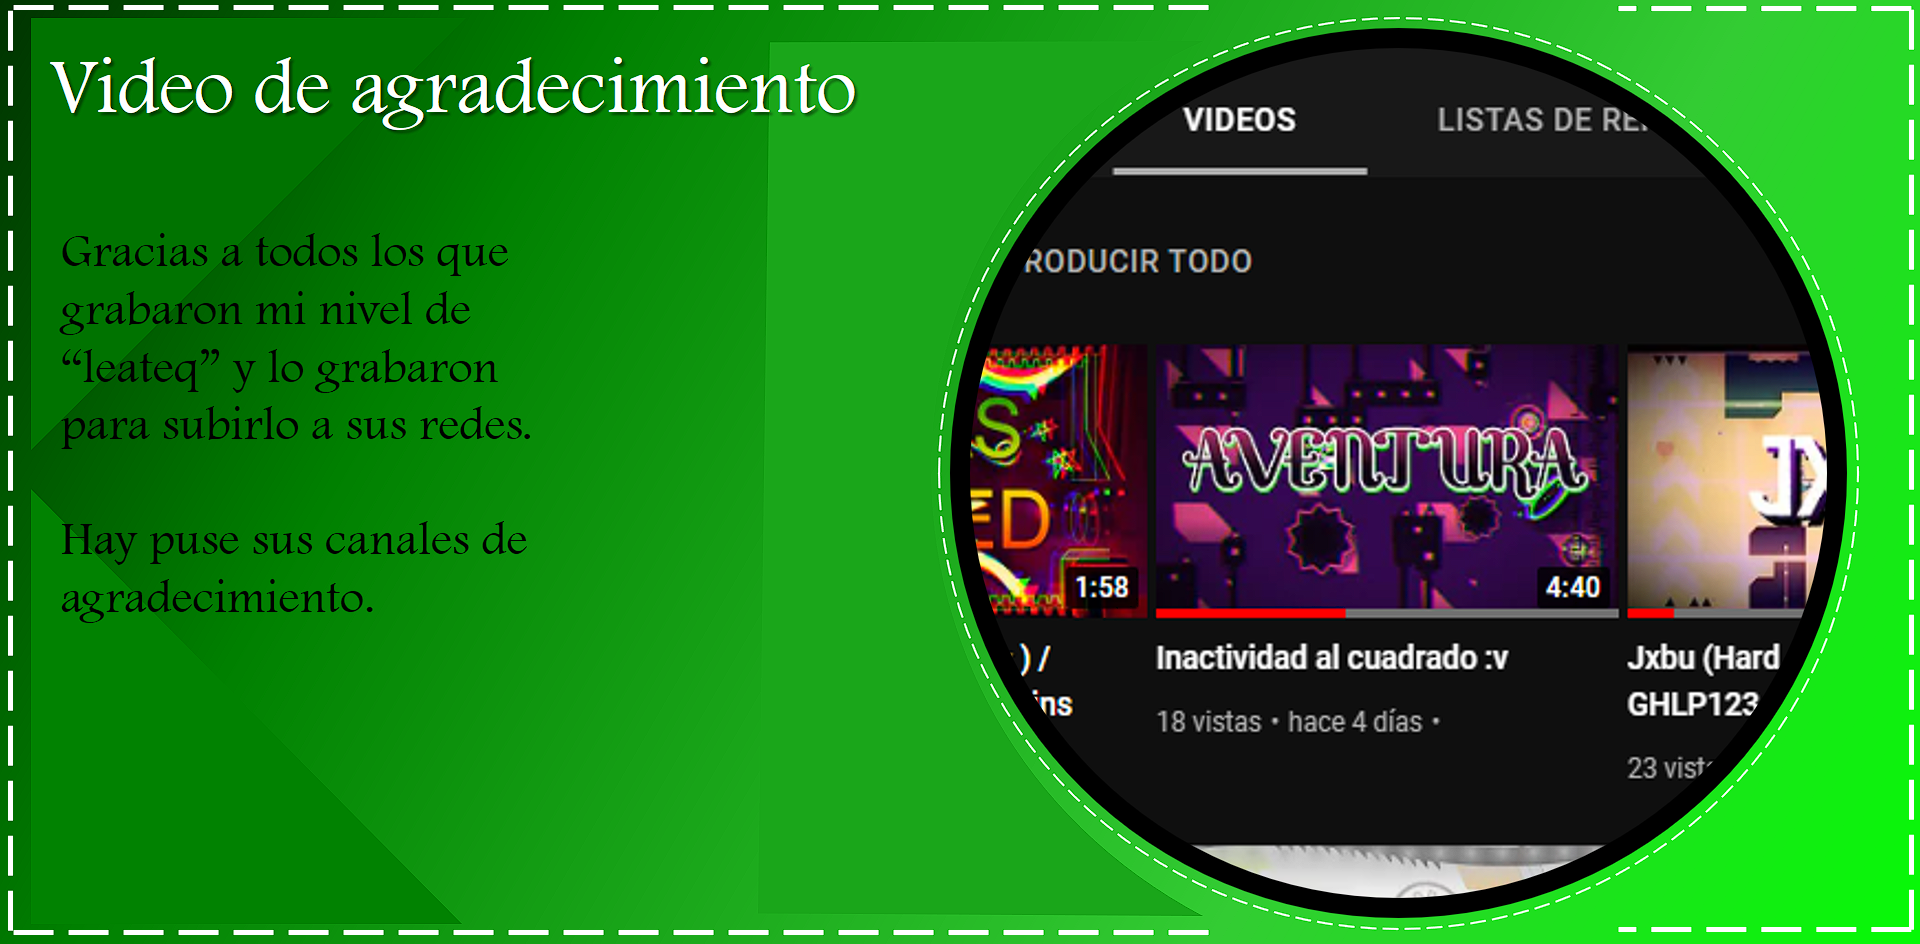 Video de agradecimiento
Gracias a todos los que
grabaron mi nivel de
“leateq” y lo grabaron
para subirlo a sus redes.
Hay puse sus canales de
agradecimiento.
VIDEOS
LISTAS DE RE
RODUCIR TODO
S
ED
1:58
AVENTURA
4:40
JX
) /
ins
Inactividad al cuadrado :v
18 vistas • hace 4 días •
Jxbu (Hard
GHLP123
23 vist